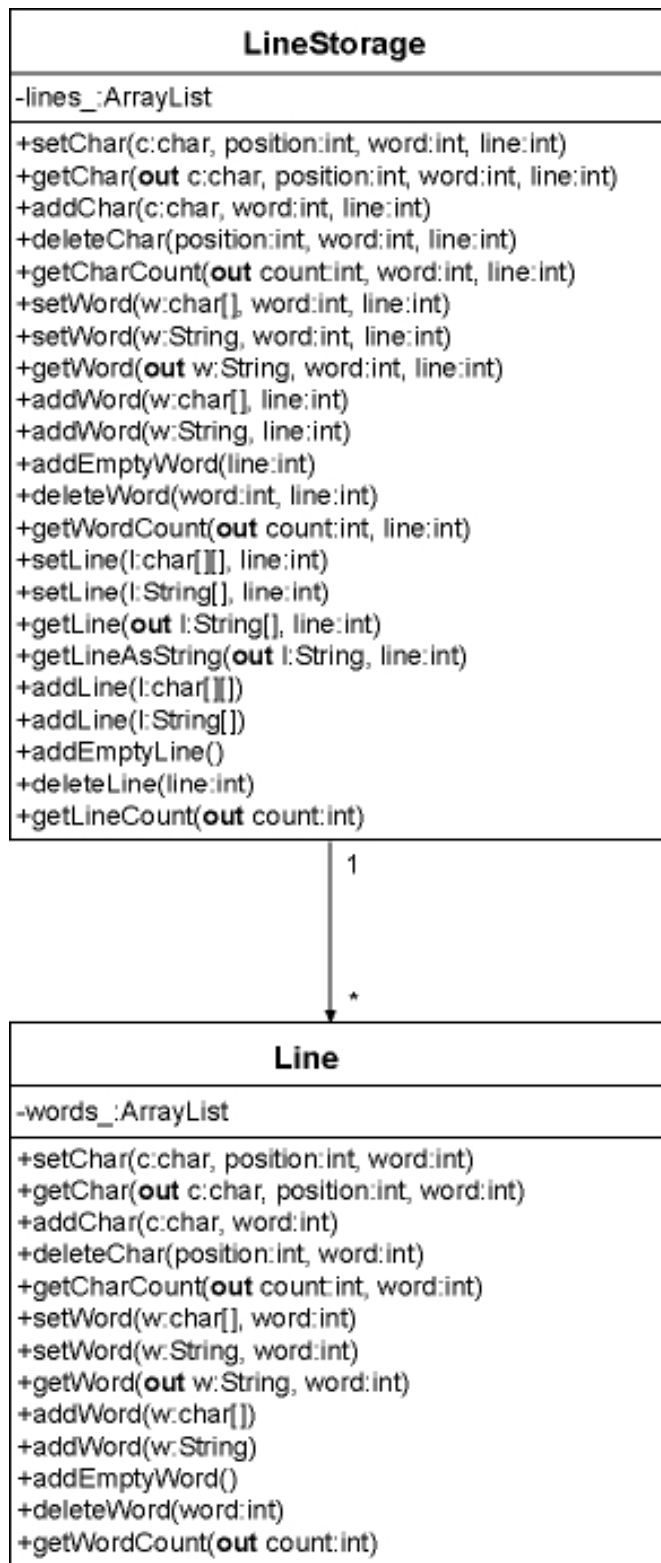 LineStorage
-lines_:ArrayList
+setChar(c:char, position:int, word:int, line:int)
+getChar(out c:char, position:int, word:int, line:int)
+addChar(c:char, word:int, line:int)
+deleteChar(position:int, word:int, line:int)
+getCharCount(out count:int, word:int, line:int)
+setWord(w:char[], word:int, line:int)
+setWord(w:String, word:int, line:int)
+getWord(out w:String, word:int, line:int)
+addWord(w:char[], line:int)
+addWord(w:String, line:int)
+addEmptyWord(line:int)
+deleteWord(word:int, line:int)
+getWordCount(out count:int, line:int)
+setLine(l:char[][], line:int)
+setLine(l:String[], line:int)
+getLine(out l:String[], line:int)
+getLineAsString(out l:String, line:int)
+addLine(l:char[][])
+addLine(l:String[])
+addEmptyLine()
+deleteLine(line:int)
+getLineCount(out count:int)
1
*
Line
-words_:ArrayList
+setChar(c:char, position:int, word:int)
+getChar(out c:char, position:int, word:int)
+addChar(c:char, word:int)
+deleteChar(position:int, word:int)
+getCharCount(out count:int, word:int)
+setWord(w:char[], word:int)
+setWord(w:String, word:int)
+getWord(out w:String, word:int)
+addWord(w:char[])
+addWord(w:String)
+addEmptyWord()
+deleteWord(word:int)
+getWordCount(out count:int)